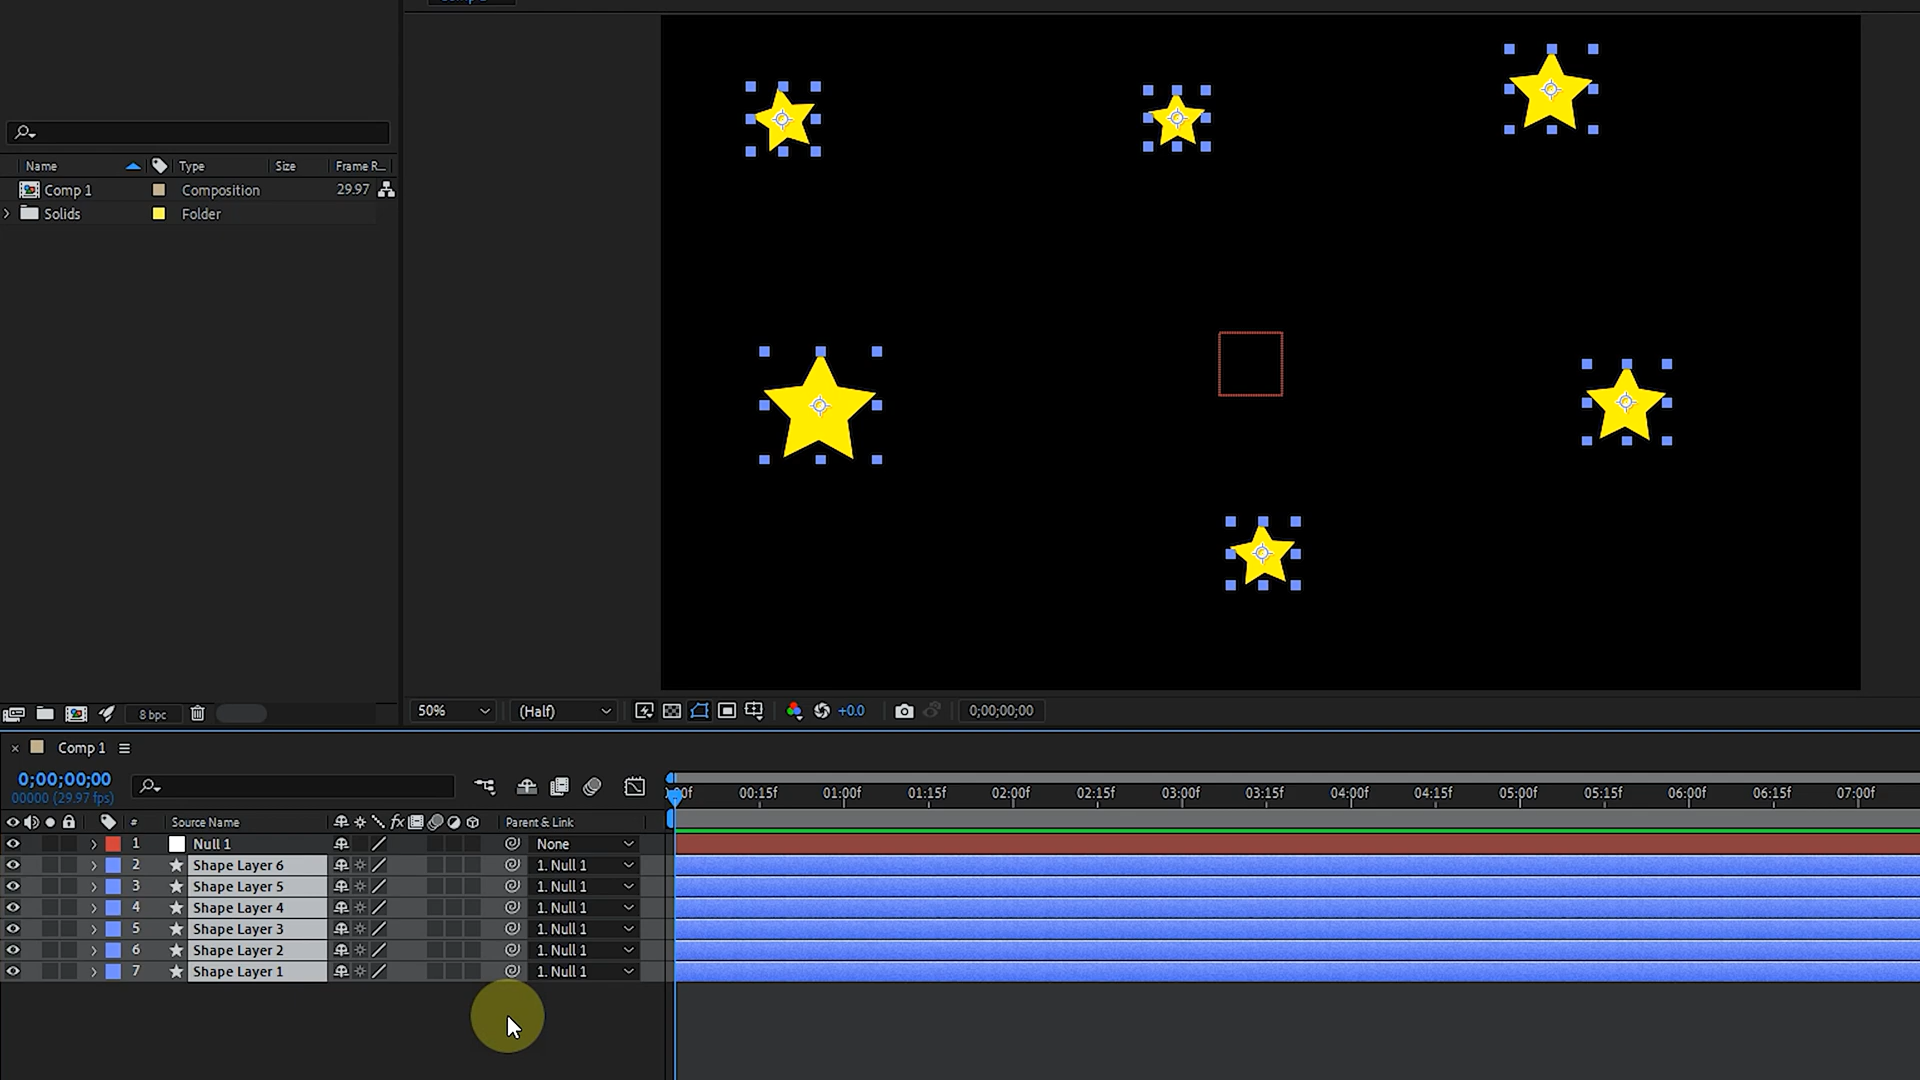 Name Type Size Frame R...
Comp 1 Composition 29.97
Solids Folder
8 bpc
50% (Half) +0.0 0;00;00;00
Comp 1
0;00;00;00
00000 (29.97 fps)
00:15f 01:00f 01:15f 02:00f 02:15f 03:00f 03:15f 04:00f 04:15f 05:00f 05:15f 06:00f 06:15f 07:00f
# Source Name fx Parent & Link
1 Null 1 None
2 Shape Layer 6 1. Null 1
3 Shape Layer 5 1. Null 1
4 Shape Layer 4 1. Null 1
5 Shape Layer 3 1. Null 1
6 Shape Layer 2 1. Null 1
7 Shape Layer 1 1. Null 1